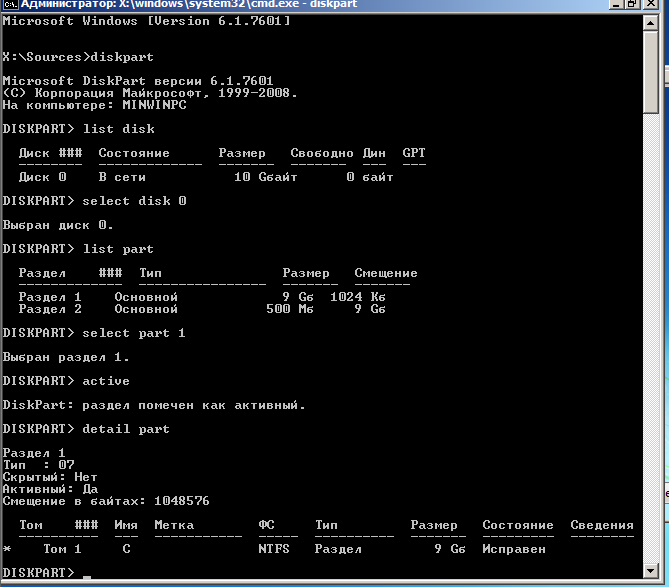 Администратор: X:\windows\system32\cmd.exe - diskpart
Microsoft Windows [Version 6.1.7601]
X:\Sources>diskpart
Microsoft DiskPart версии 6.1.7601
(C) Корпорация Майкрософт, 1999-2008.
На компьютере: MINWINPC
DISKPART> list disk
Диск ### Состояние Размер Свободно Дин GPT
-------- ------------- ------- ------- --- ---
Диск 0 В сети 10 Gбайт 0 байт
DISKPART> select disk 0
Выбран диск 0.
DISKPART> list part
Раздел ### Тип Размер Смещение
------------- ---------------- ------- -------
Раздел 1 Основной 9 Gб 1024 Кб
Раздел 2 Основной 500 Mб 9 Gб
DISKPART> select part 1
Выбран раздел 1.
DISKPART> active
DiskPart: раздел помечен как активный.
DISKPART> detail part
Раздел 1
Тип : 07
Скрытый: Нет
Активный: Да
Смещение в байтах: 1048576
Том ### Имя Метка ФС Тип Размер Состояние Сведения
---------- --- ----------- ----- ---------- ------- --------- --------
* Том 1 C NTFS Раздел 9 Gб Исправен
DISKPART> _